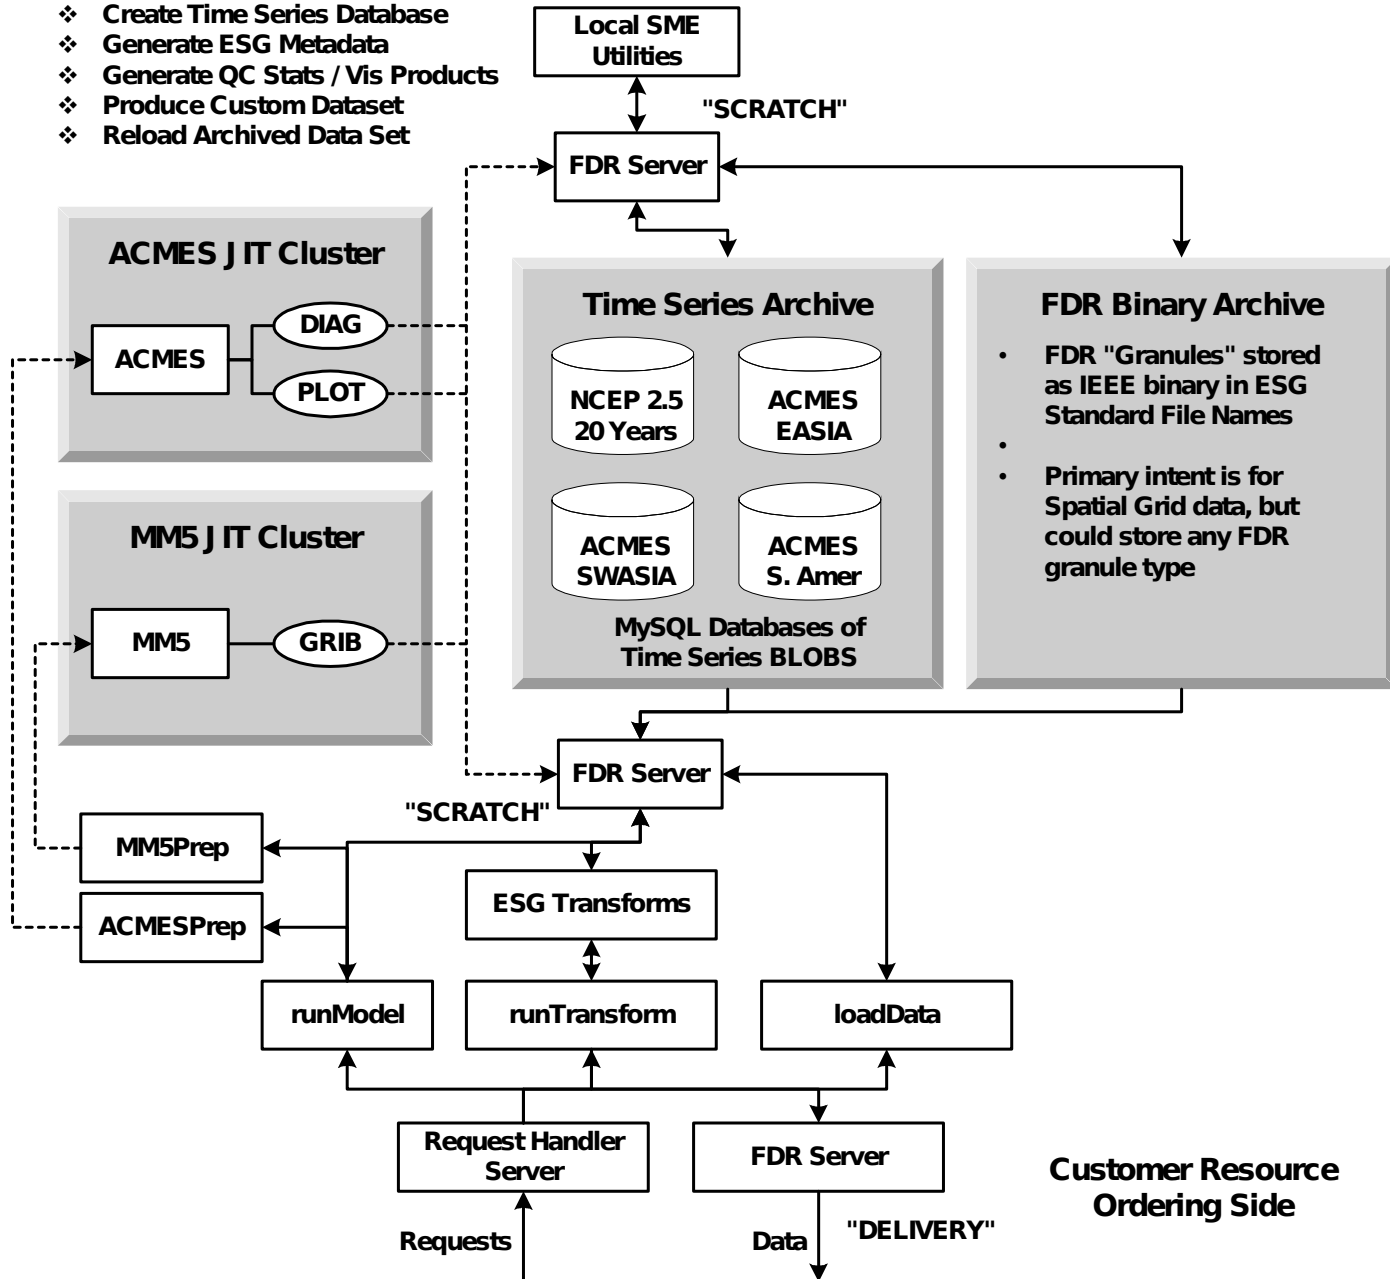 ❖ Create Time Series Database
❖ Generate ESG Metadata
❖ Generate QC Stats / Vis Products
❖ Produce Custom Dataset
❖ Reload Archived Data Set
Local SME
Utilities
"SCRATCH"
FDR Server
ACMES JIT Cluster
ACMES
DIAG
PLOT
MM5 JIT Cluster
MM5
GRIB
Time Series Archive
NCEP 2.5
20 Years
ACMES
EASIA
ACMES
SWASIA
ACMES
S. Amer
MySQL Databases of
Time Series BLOBS
FDR Binary Archive
• FDR "Granules" stored
as IEEE binary in ESG
Standard File Names
•
• Primary intent is for
Spatial Grid data, but
could store any FDR
granule type
FDR Server
"SCRATCH"
MM5Prep
ACMESPrep
ESG Transforms
runModel
runTransform
loadData
Request Handler
Server
FDR Server
Customer Resource
Ordering Side
Requests
Data
"DELIVERY"